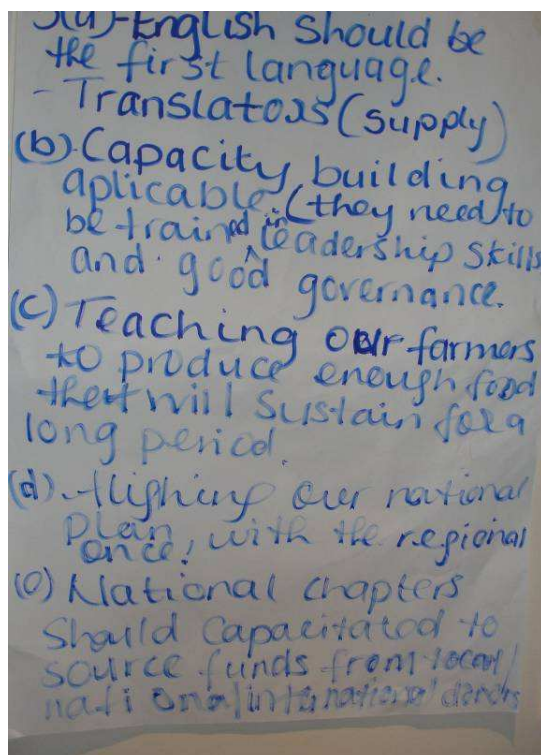 3(a)-English should be
the first language.
- Translators (supply)
(b). Capacity building
aplicable. (they need to
be trained in leadership skills
and good governance.
(c) Teaching our farmers
to produce enough food
that will sustain for a
long period.
(d). Aligning our national
plan, with the regional
once!
(e) National chapters
Should Capacitated to
source funds from local/
national/international donors